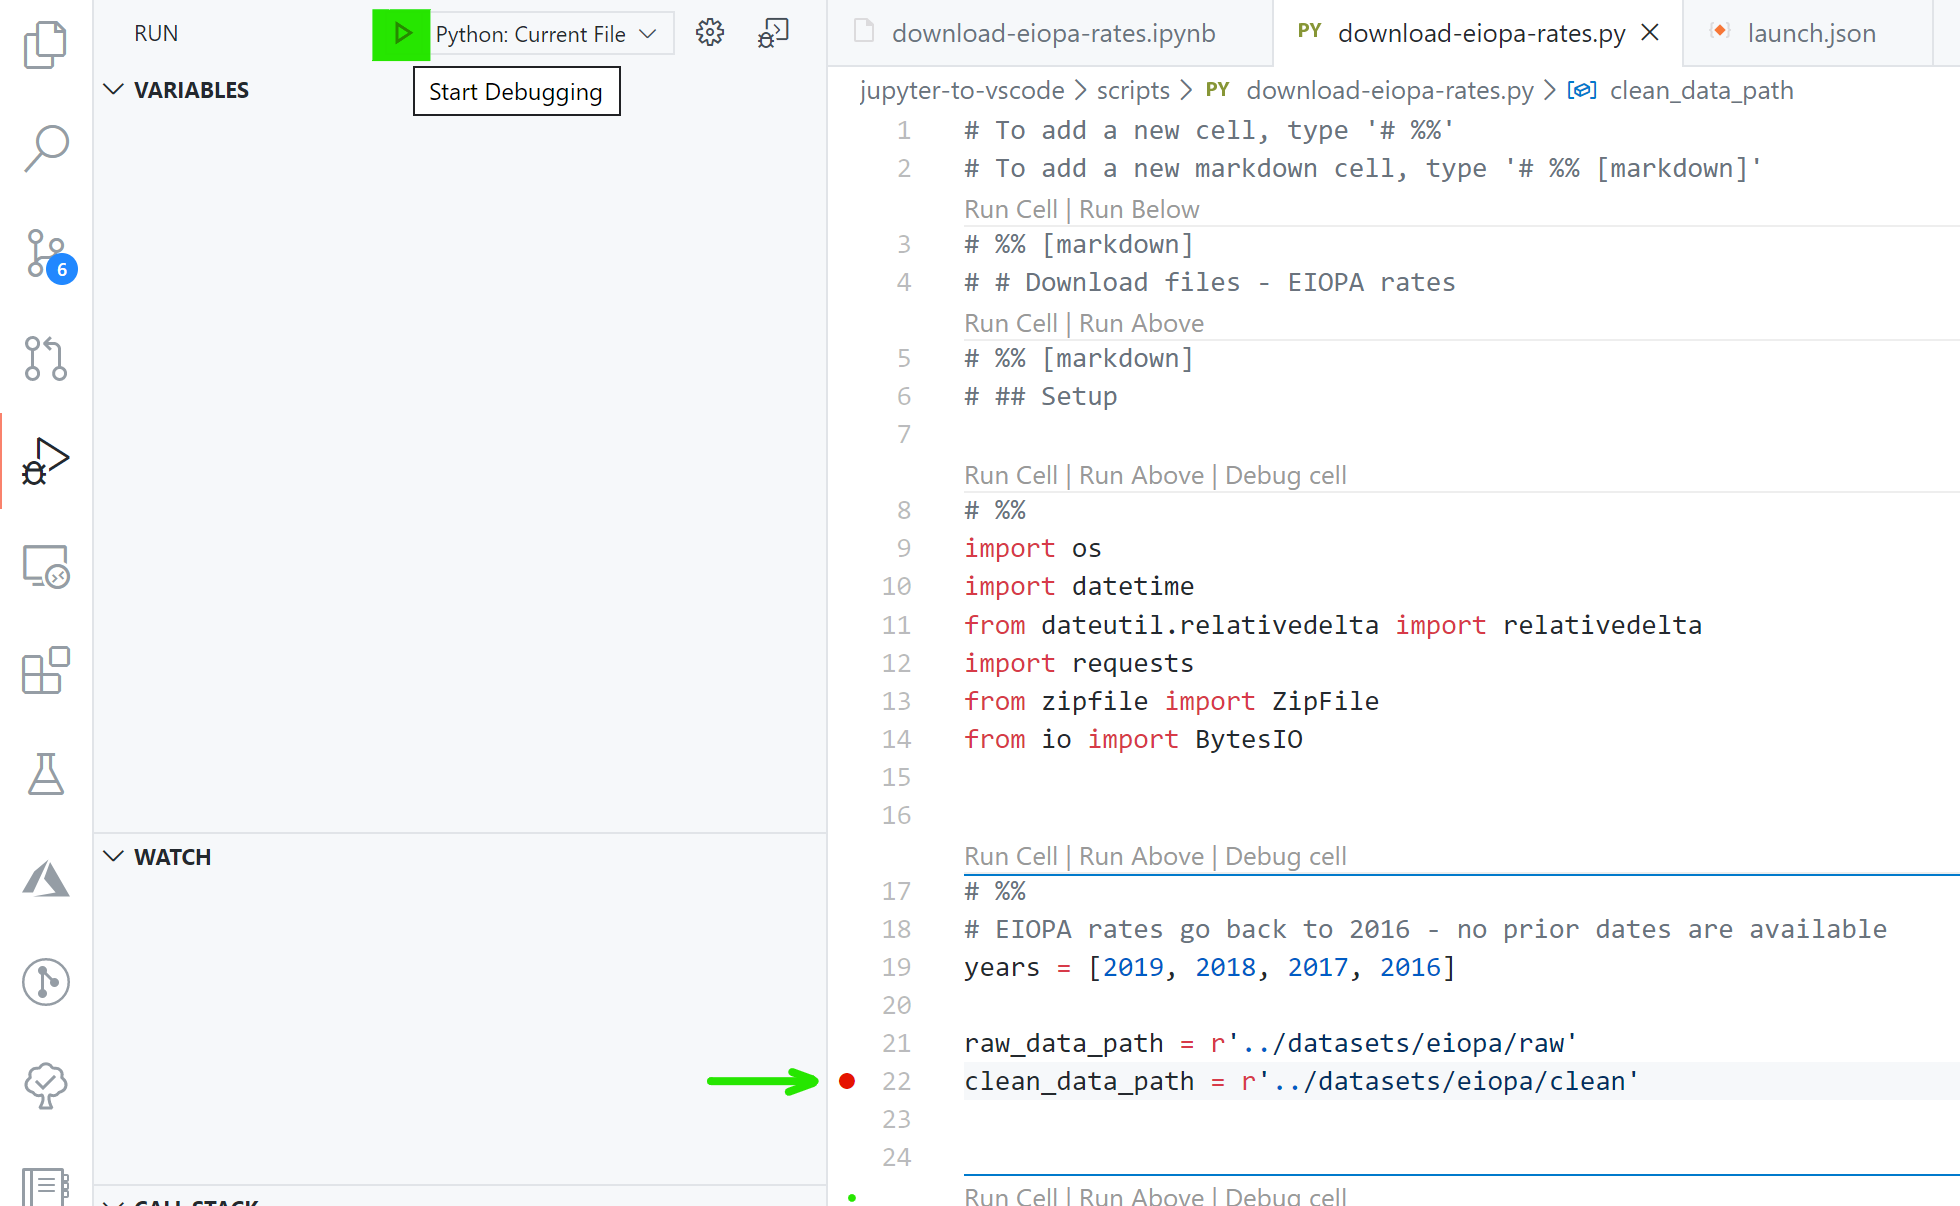 RUN
Python: Current File
Start Debugging
VARIABLES
6
WATCH
CALL STACK
download-eiopa-rates.ipynb
PY download-eiopa-rates.py
launch.json
jupyter-to-vscode > scripts > PY download-eiopa-rates.py > clean_data_path
1 # To add a new cell, type '# %%'
2 # To add a new markdown cell, type '# %% [markdown]'
Run Cell | Run Below
3 # %% [markdown]
4 # # Download files - EIOPA rates
Run Cell | Run Above
5 # %% [markdown]
6 # ## Setup
7
Run Cell | Run Above | Debug cell
8 # %%
9 import os
10 import datetime
11 from dateutil.relativedelta import relativedelta
12 import requests
13 from zipfile import ZipFile
14 from io import BytesIO
15
16
Run Cell | Run Above | Debug cell
17 # %%
18 # EIOPA rates go back to 2016 - no prior dates are available
19 years = [2019, 2018, 2017, 2016]
20
21 raw_data_path = r'../datasets/eiopa/raw'
22 clean_data_path = r'../datasets/eiopa/clean'
23
24
Run Cell | Run Above | Debug cell